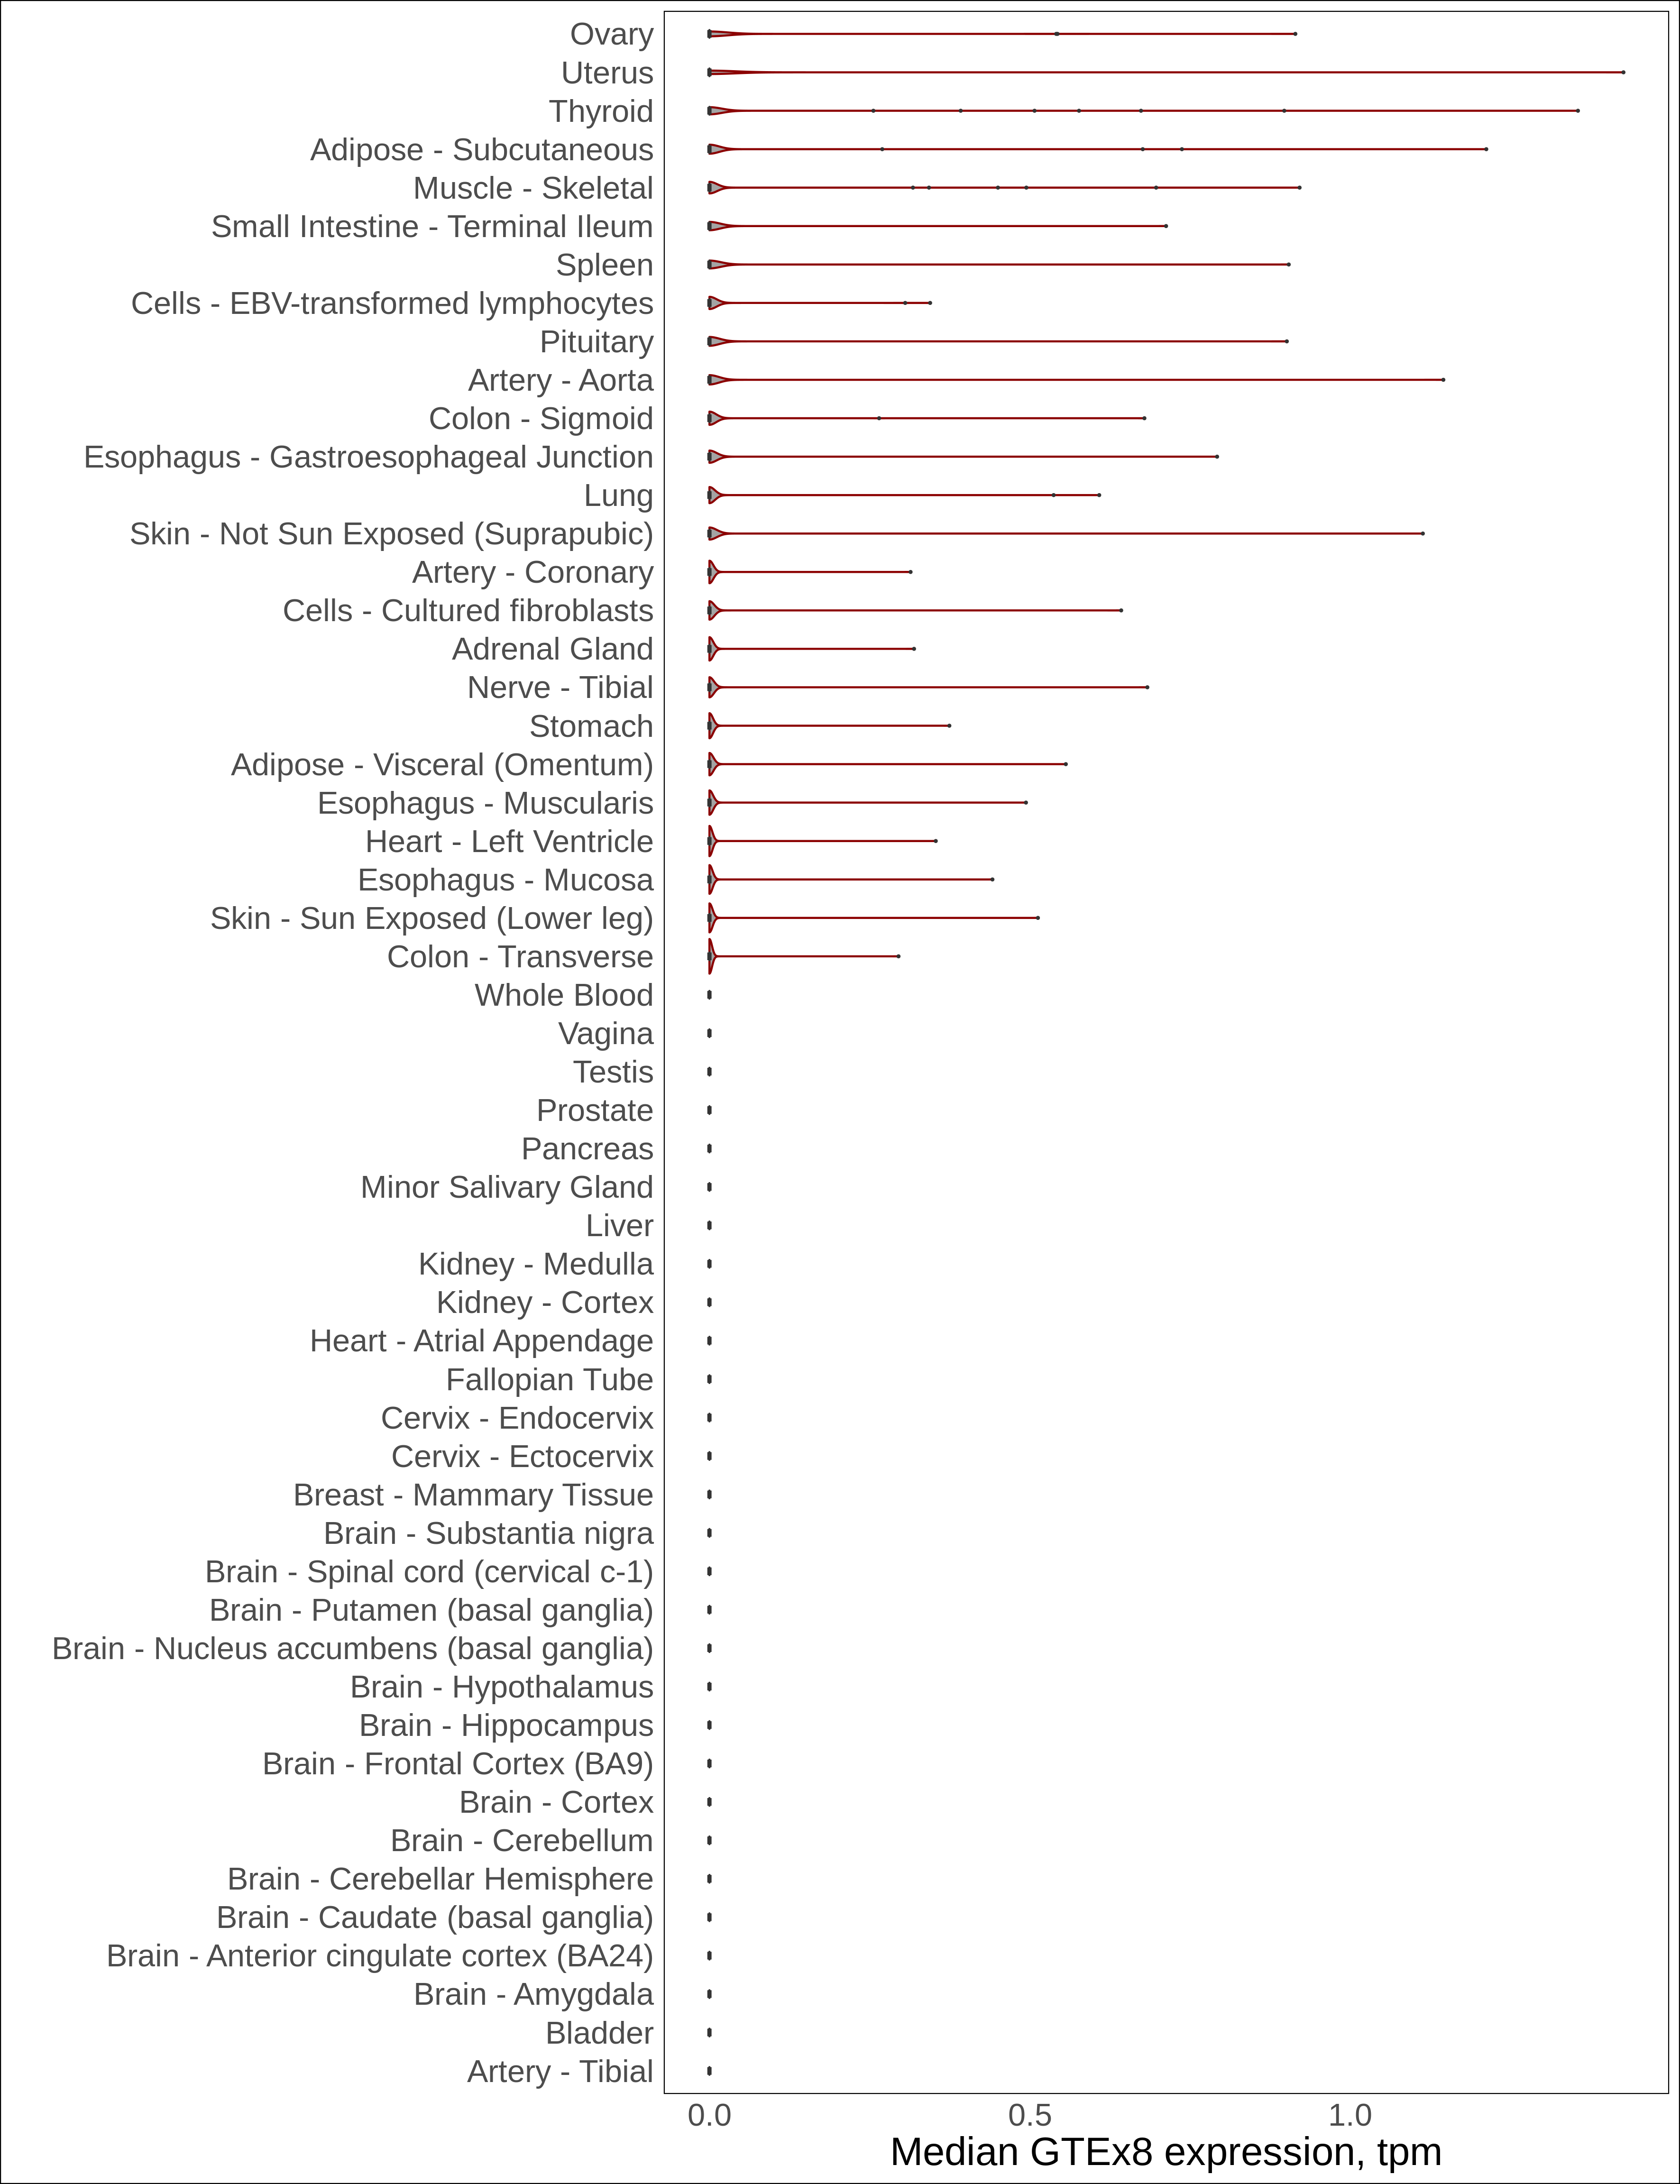 Ovary
Uterus
Thyroid
Adipose - Subcutaneous
Muscle - Skeletal
Small Intestine - Terminal Ileum
Spleen
Cells - EBV-transformed lymphocytes
Pituitary
Artery - Aorta
Colon - Sigmoid
Esophagus - Gastroesophageal Junction
Lung
Skin - Not Sun Exposed (Suprapubic)
Artery - Coronary
Cells - Cultured fibroblasts
Adrenal Gland
Nerve - Tibial
Stomach
Adipose - Visceral (Omentum)
Esophagus - Muscularis
Heart - Left Ventricle
Esophagus - Mucosa
Skin - Sun Exposed (Lower leg)
Colon - Transverse
Whole Blood
Vagina
Testis
Prostate
Pancreas
Minor Salivary Gland
Liver
Kidney - Medulla
Kidney - Cortex
Heart - Atrial Appendage
Fallopian Tube
Cervix - Endocervix
Cervix - Ectocervix
Breast - Mammary Tissue
Brain - Substantia nigra
Brain - Spinal cord (cervical c-1)
Brain - Putamen (basal ganglia)
Brain - Nucleus accumbens (basal ganglia)
Brain - Hypothalamus
Brain - Hippocampus
Brain - Frontal Cortex (BA9)
Brain - Cortex
Brain - Cerebellum
Brain - Cerebellar Hemisphere
Brain - Caudate (basal ganglia)
Brain - Anterior cingulate cortex (BA24)
Brain - Amygdala
Bladder
Artery - Tibial
0.0 0.5 1.0
Median GTEx8 expression, tpm